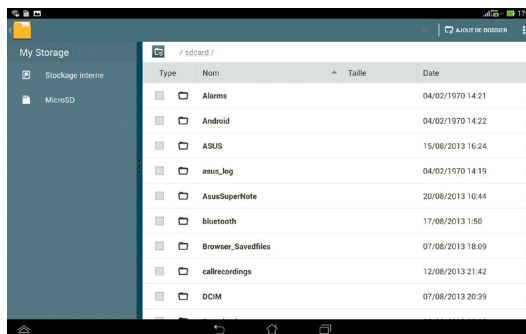 17
AJOUT DE DOSSIER
My Storage
/ sdcard /
Stockage interne
MicroSD
Type Nom Taille Date
Alarms 04/02/1970 14:21
Android 04/02/1970 14:22
ASUS 15/08/2013 16:24
asus_log 04/02/1970 14:19
AsusSuperNote 20/08/2013 10:44
bluetooth 17/08/2013 1:50
Browser_Savedfiles 07/08/2013 18:09
callrecordings 12/08/2013 21:42
DCIM 07/08/2013 20:39